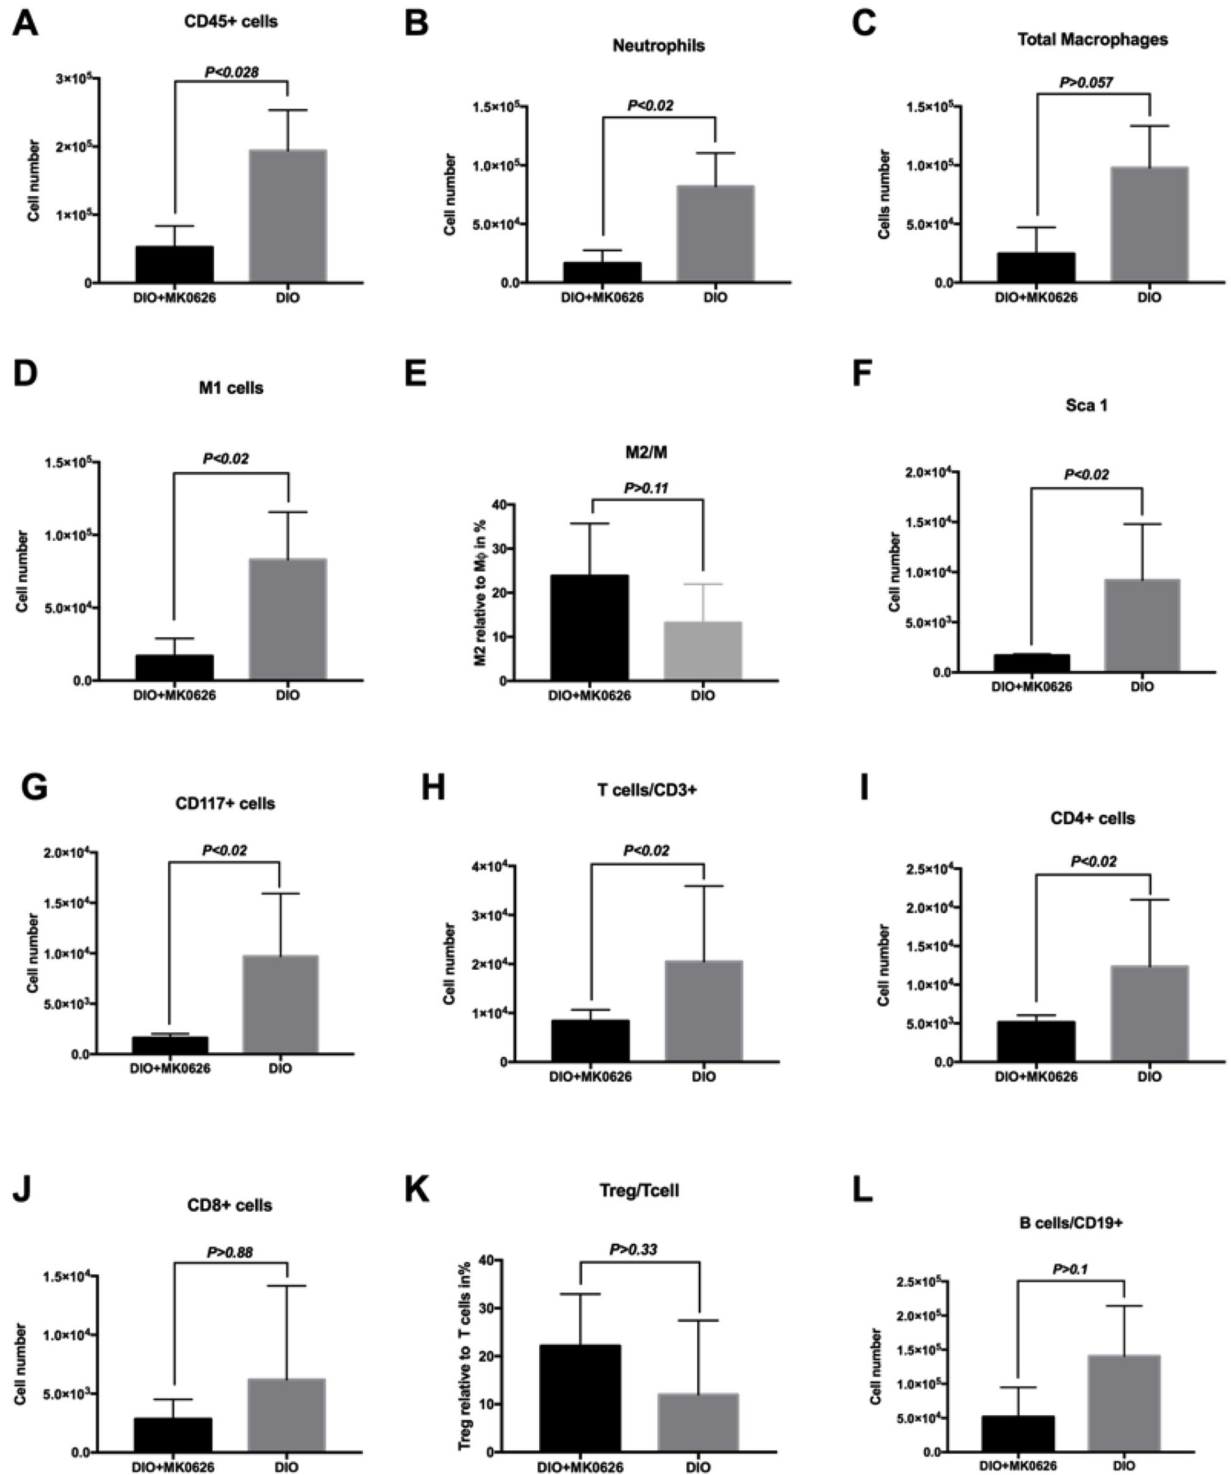 A
CD45+ cells
P<0.028
3×10⁵
2×10⁵
1×10⁵
0
Cell number
DIO+MK0626
DIO
B
Neutrophils
P<0.02
1.5×10⁵
1.0×10⁵
5.0×10⁴
0.0
Cell number
DIO+MK0626
DIO
C
Total Macrophages
P>0.057
1.5×10⁵
1.0×10⁵
5.0×10⁴
0.0
Cells number
DIO+MK0626
DIO
D
M1 cells
P<0.02
1.5×10⁵
1.0×10⁵
5.0×10⁴
0.0
Cell number
DIO+MK0626
DIO
E
M2/M
P>0.11
40
30
20
10
0
M2 relative to Mϕ in %
DIO+MK0626
DIO
F
Sca 1
P<0.02
2.0×10⁴
1.5×10⁴
1.0×10⁴
5.0×10³
0.0
Cell number
DIO+MK0626
DIO
G
CD117+ cells
P<0.02
2.0×10⁴
1.5×10⁴
1.0×10⁴
5.0×10³
0.0
Cell number
DIO+MK0626
DIO
H
T cells/CD3+
P<0.02
4×10⁴
3×10⁴
2×10⁴
1×10⁴
0
Cell number
DIO+MK0626
DIO
I
CD4+ cells
P<0.02
2.5×10⁴
2.0×10⁴
1.5×10⁴
1.0×10⁴
5.0×10³
0.0
Cell number
DIO+MK0626
DIO
J
CD8+ cells
P>0.88
1.5×10⁴
1.0×10⁴
5.0×10³
0.0
Cell number
DIO+MK0626
DIO
K
Treg/Tcell
P>0.33
40
30
20
10
0
Treg relative to T cells in%
DIO+MK0626
DIO
L
B cells/CD19+
P>0.1
2.5×10⁵
2.0×10⁵
1.5×10⁵
1.0×10⁵
5.0×10⁴
0.0
Cell number
DIO+MK0626
DIO